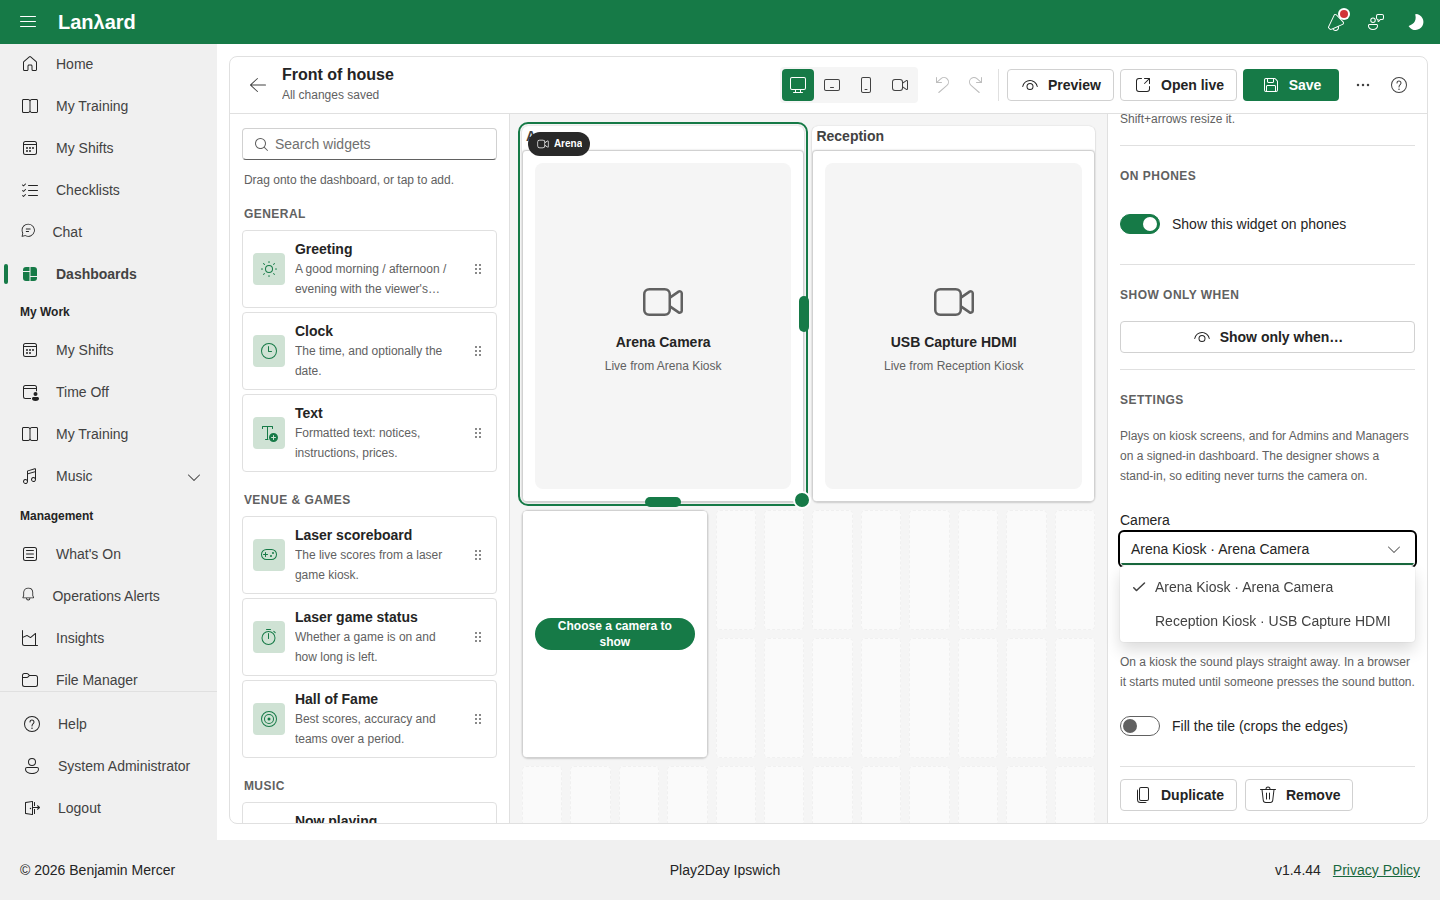 Lanλard
Home
My Training
My Shifts
Checklists
Chat
Dashboards
My Work
My Shifts
Time Off
My Training
Music
Management
What's On
Operations Alerts
Insights
File Manager
Help
System Administrator
Logout
Front of house
All changes saved
Preview
Open live
Save
Search widgets
Drag onto the dashboard, or tap to add.
GENERAL
Greeting
A good morning / afternoon /
evening with the viewer's…
Clock
The time, and optionally the
date.
Text
Formatted text: notices,
instructions, prices.
VENUE & GAMES
Laser scoreboard
The live scores from a laser
game kiosk.
Laser game status
Whether a game is on and
how long is left.
Hall of Fame
Best scores, accuracy and
teams over a period.
MUSIC
Now playing
Arena
Arena Camera
Live from Arena Kiosk
Reception
USB Capture HDMI
Live from Reception Kiosk
Choose a camera to
show
Shift+arrows resize it.
ON PHONES
Show this widget on phones
SHOW ONLY WHEN
Show only when…
SETTINGS
Plays on kiosk screens, and for Admins and Managers
on a signed-in dashboard. The designer shows a
stand-in, so editing never turns the camera on.
Camera
Arena Kiosk · Arena Camera
Arena Kiosk · Arena Camera
Reception Kiosk · USB Capture HDMI
On a kiosk the sound plays straight away. In a browser
it starts muted until someone presses the sound button.
Fill the tile (crops the edges)
Duplicate
Remove
© 2026 Benjamin Mercer
Play2Day Ipswich
v1.4.44
Privacy Policy